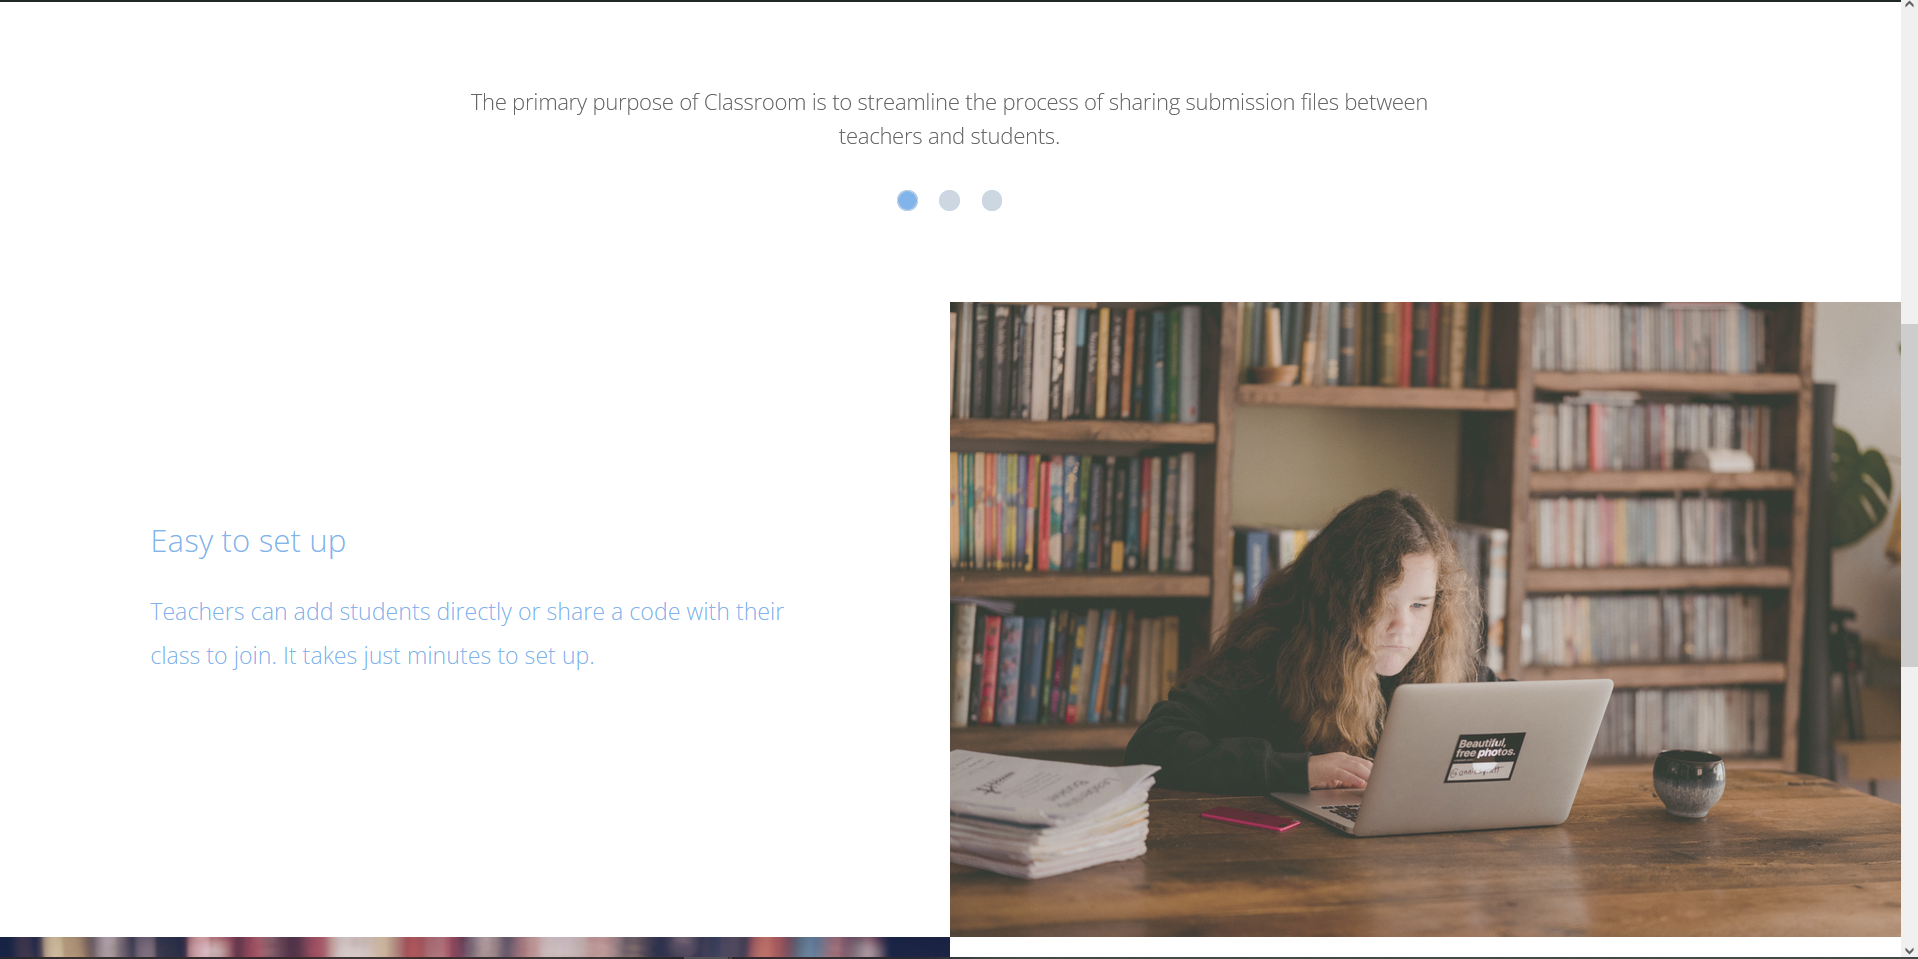 The primary purpose of Classroom is to streamline the process of sharing submission files between
teachers and students.
Easy to set up
Teachers can add students directly or share a code with their
class to join. It takes just minutes to set up.
Beautiful,
free photos.